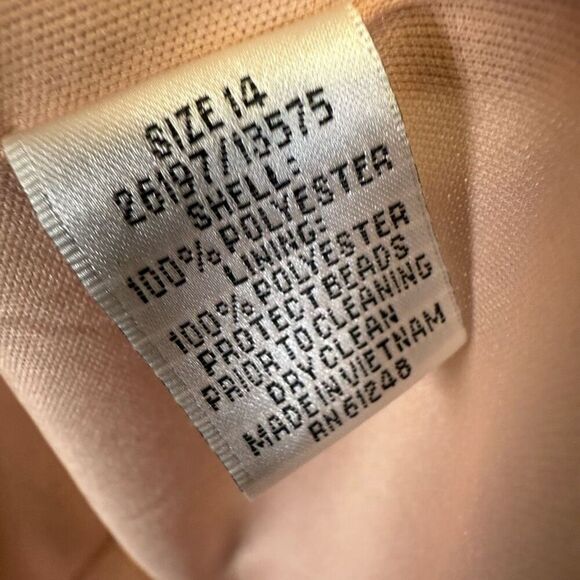 SIZE 14
26197/18575
SHELL:
100% POLYESTER
LINING:
100% POLYESTER
PROTECT BEADS
PRIOR TO CLEANING
DRY CLEAN
MADE IN VIETNAM
RN 61248